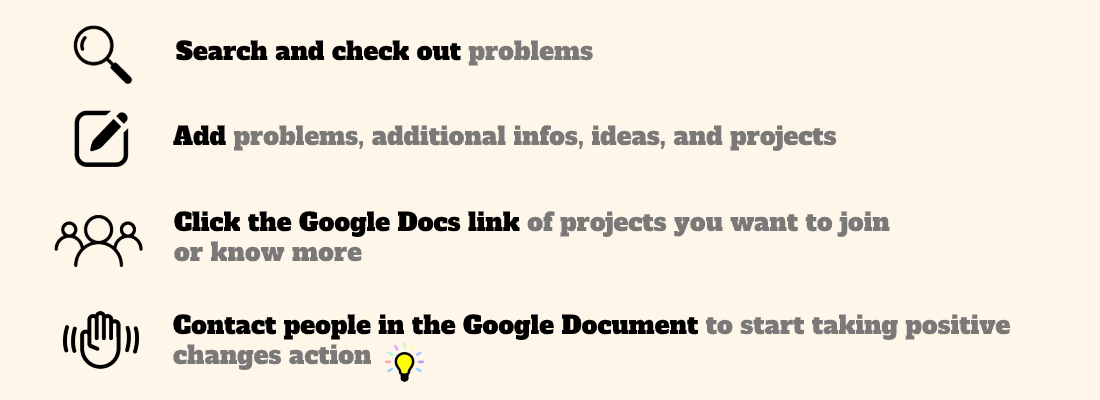 Search and check out problems
Add problems, additional infos, ideas, and projects
Click the Google Docs link of projects you want to join
or know more
Contact people in the Google Document to start taking positive
changes action